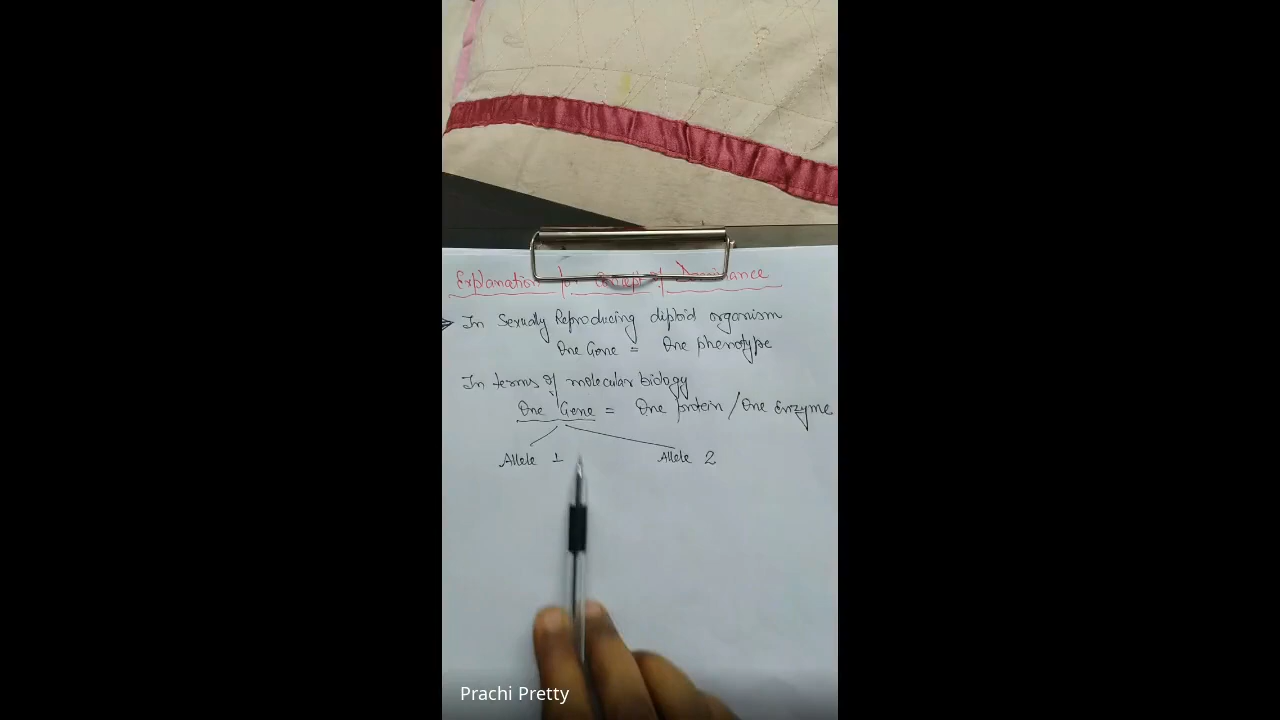 Explanation for Concept of Dominance
In Sexually Reproducing diploid organism
One Gene = One phenotype
In terms of molecular biology
One Gene = One protein / One Enzyme
Allele 1 Allele 2
Prachi Pretty